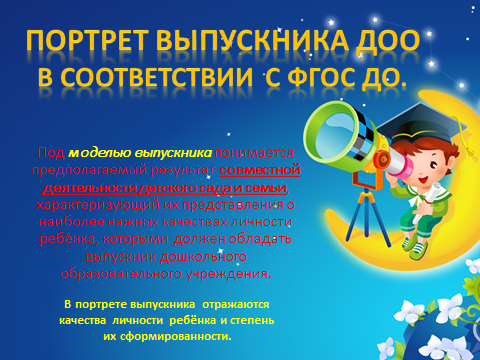 ПОРТРЕТ ВЫПУСКНИКА ДОО
В СООТВЕТСТВИИ С ФГОС ДО.
Под моделью выпускника понимается
предполагаемый результат совместной
деятельности детского сада и семьи,
характеризующий их представления о
наиболее важных качествах личности
ребёнка, которыми должен обладать
выпускник дошкольного
образовательного учреждения.
В портрете выпускника отражаются
качества личности ребёнка и степень
их сформированности.